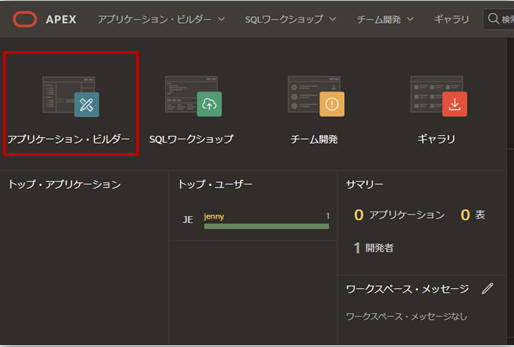 APEX アプリケーション・ビルダー SQLワークショップ チーム開発 ギャラリ 検索
アプリケーション・ビルダー SQLワークショップ チーム開発 ギャラリ
トップ・アプリケーション
トップ・ユーザー
JE jenny 1
サマリー
0 アプリケーション 0 表
1 開発者
ワークスペース・メッセージ
ワークスペース・メッセージなし